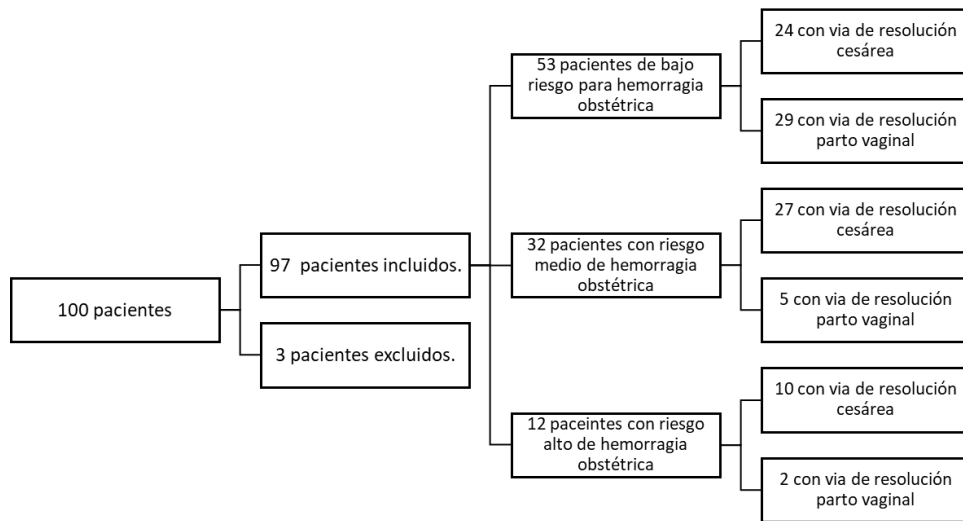 100 pacientes
97 pacientes incluidos.
3 pacientes excluidos.
53 pacientes de bajo
riesgo para hemorragia
obstétrica
32 pacientes con riesgo
medio de hemorragia
obstétrica
12 paceintes con riesgo
alto de hemorragia
obstétrica
24 con via de resolución
cesárea
29 con via de resolución
parto vaginal
27 con via de resolución
cesárea
5 con via de resolución
parto vaginal
10 con via de resolución
cesárea
2 con via de resolución
parto vaginal